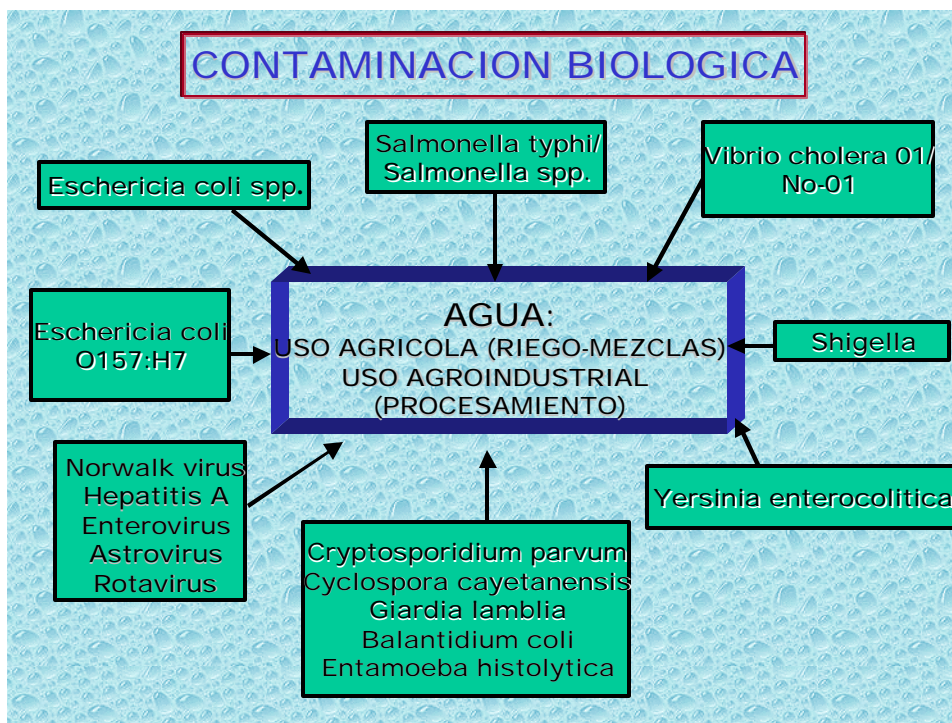 CONTAMINACION BIOLOGICA
Salmonella typhi/
Salmonella spp.
Vibrio cholera 01/
No-01
Eschericia coli spp.
AGUA:
USO AGRICOLA (RIEGO-MEZCLAS)
USO AGROINDUSTRIAL
(PROCESAMIENTO)
Eschericia coli
O157:H7
Shigella
Norwalk virus
Hepatitis A
Enterovirus
Astrovirus
Rotavirus
Yersinia enterocolitica
Cryptosporidium parvum
Cyclospora cayetanensis
Giardia lamblia
Balantidium coli
Entamoeba histolytica